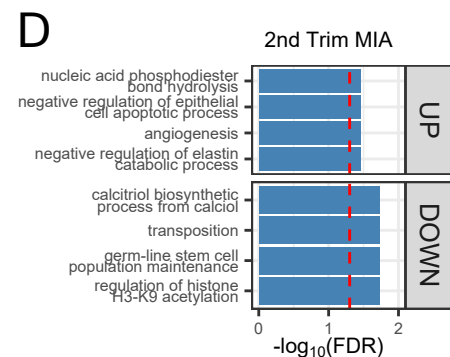 D
2nd Trim MIA
nucleic acid phosphodiester
bond hydrolysis
negative regulation of epithelial
cell apoptotic process
angiogenesis
negative regulation of elastin
catabolic process
UP
calcitriol biosynthetic
process from calciol
transposition
germ-line stem cell
population maintenance
regulation of histone
H3-K9 acetylation
DOWN
0 1 2
-log₁₀(FDR)